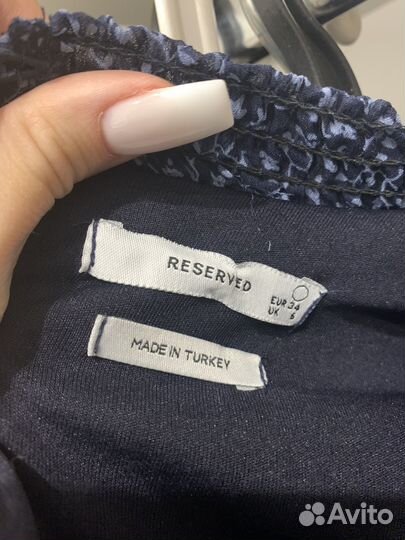 RESERVED
EUR 34
UK 6
MADE IN TURKEY
Avito